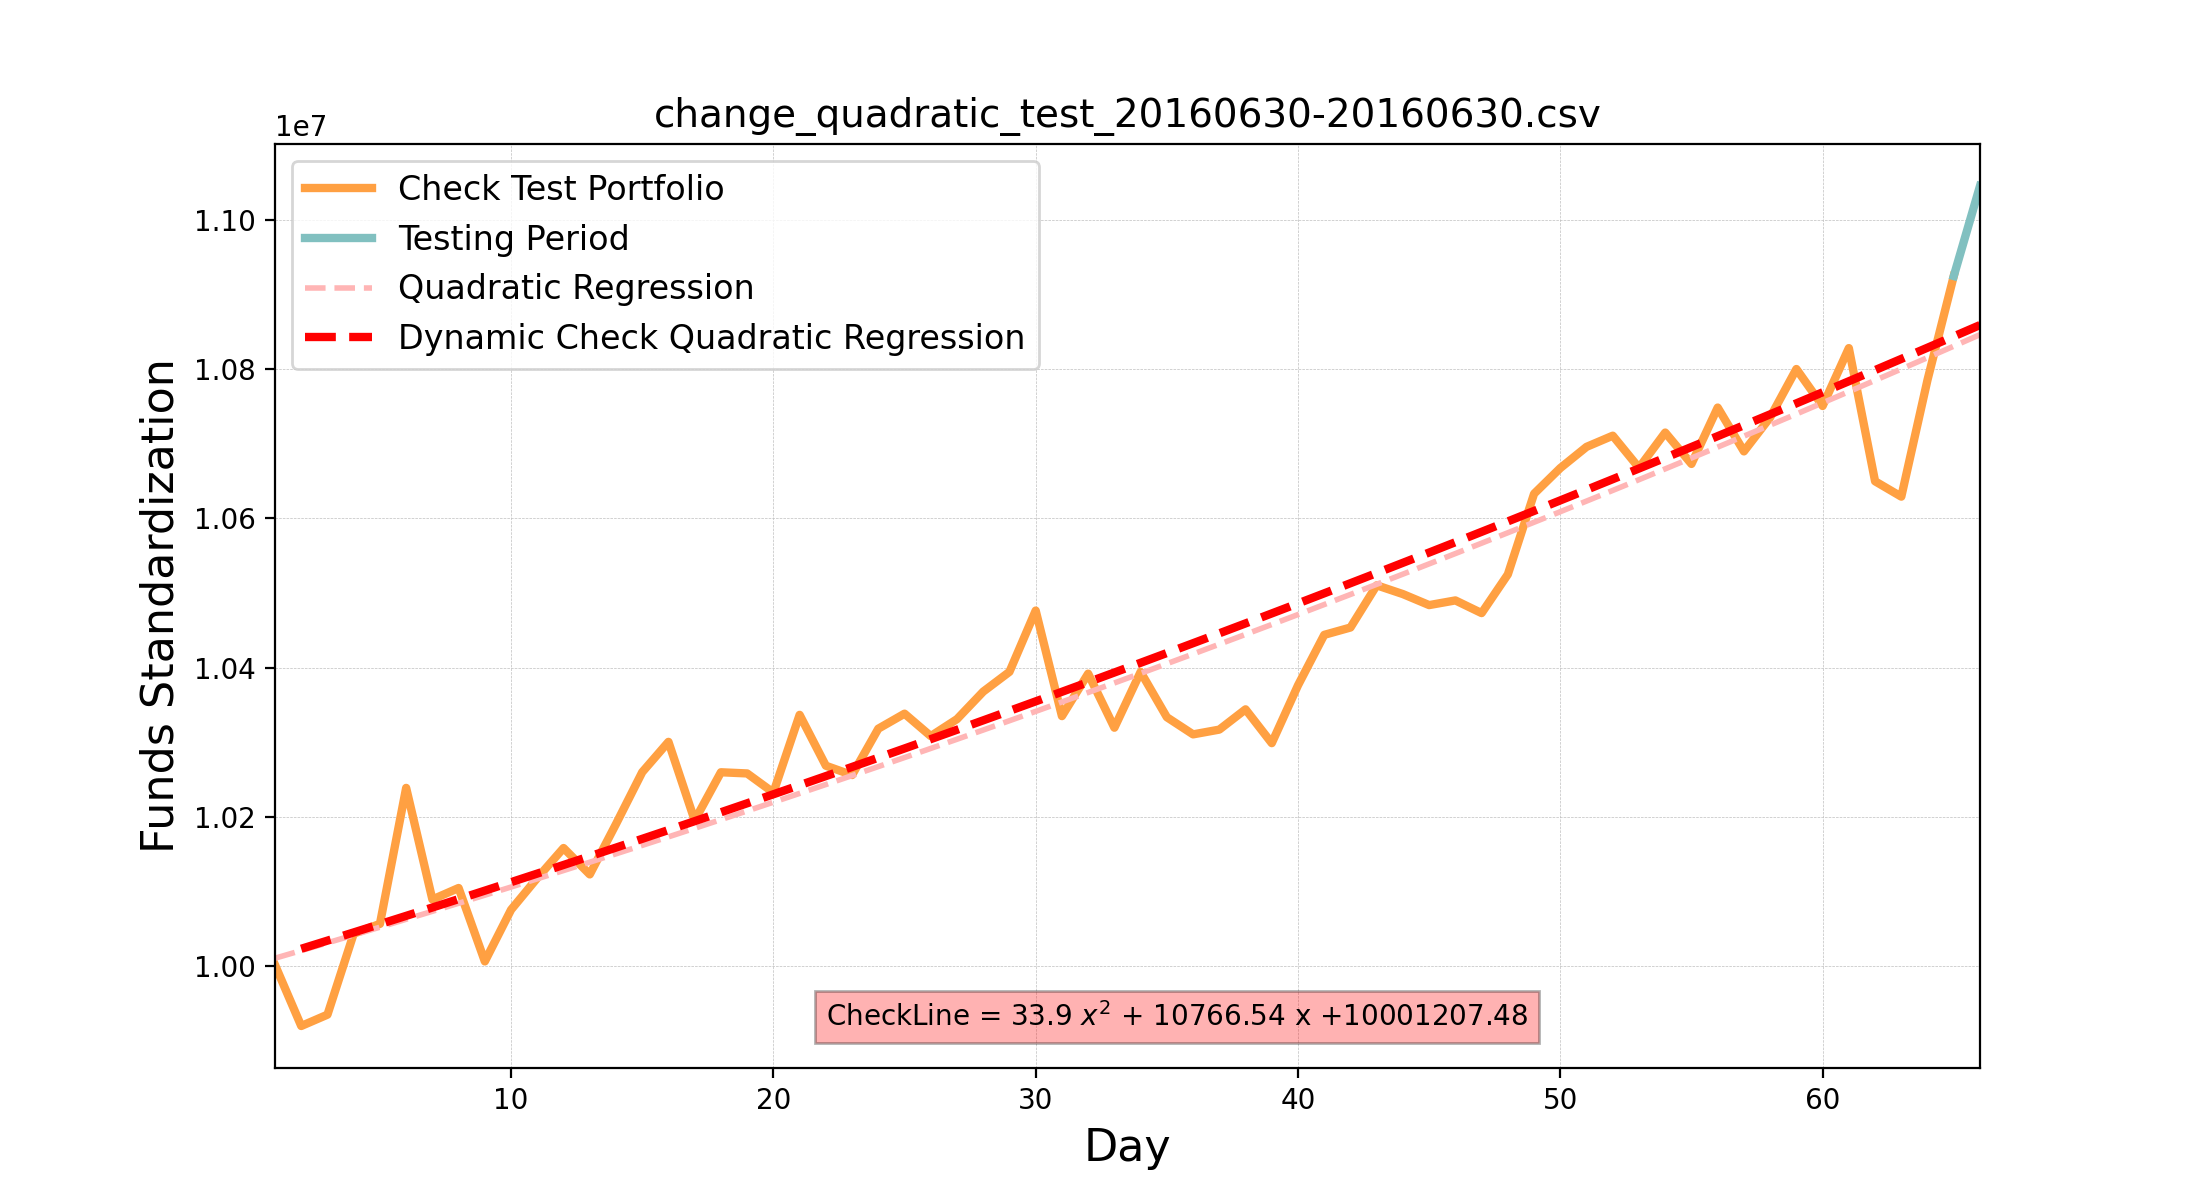 change_quadratic_test_20160630-20160630.csv
1e7
Check Test Portfolio
Testing Period
Quadratic Regression
Dynamic Check Quadratic Regression
Funds Standardization
1.10
1.08
1.06
1.04
1.02
1.00
CheckLine = 33.9 x² + 10766.54 x +10001207.48
10 20 30 40 50 60
Day